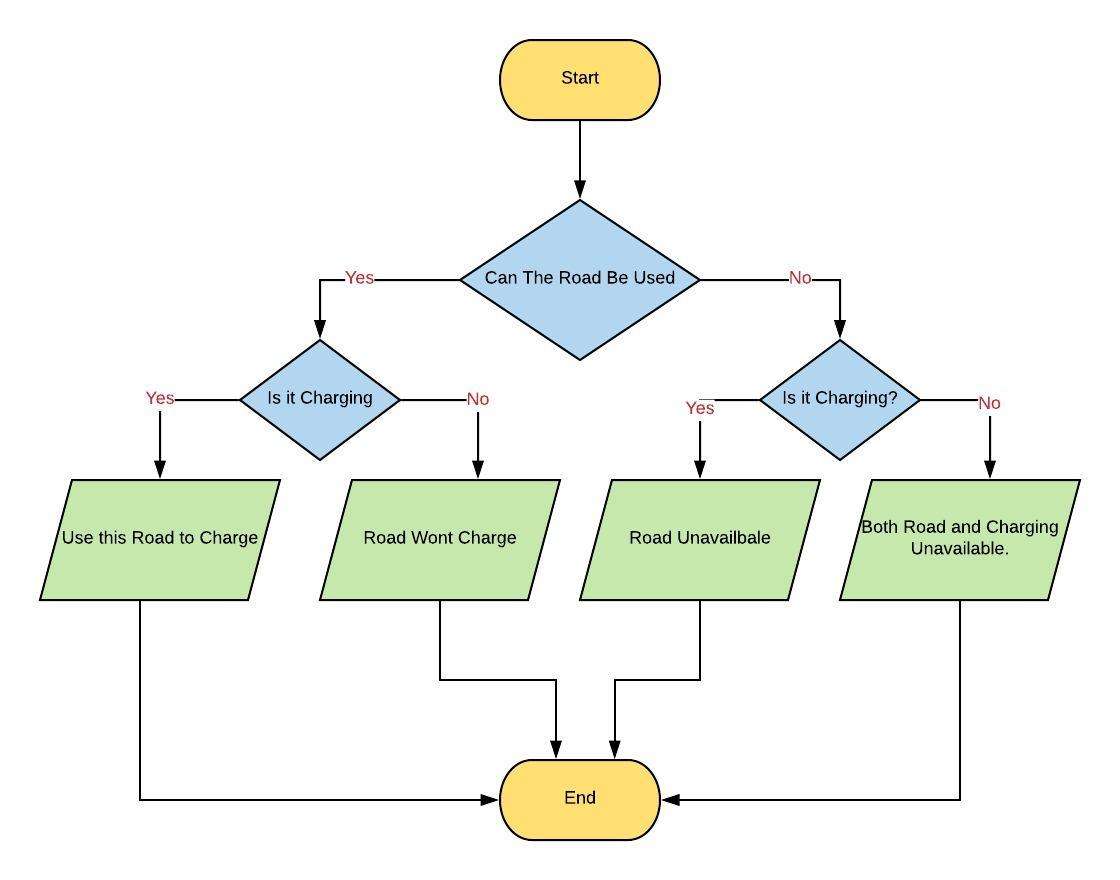 Start
Can The Road Be Used
Yes
No
Is it Charging
Is it Charging?
Yes
No
Yes
No
Use this Road to Charge
Road Wont Charge
Road Unavailbale
Both Road and Charging
Unavailable.
End